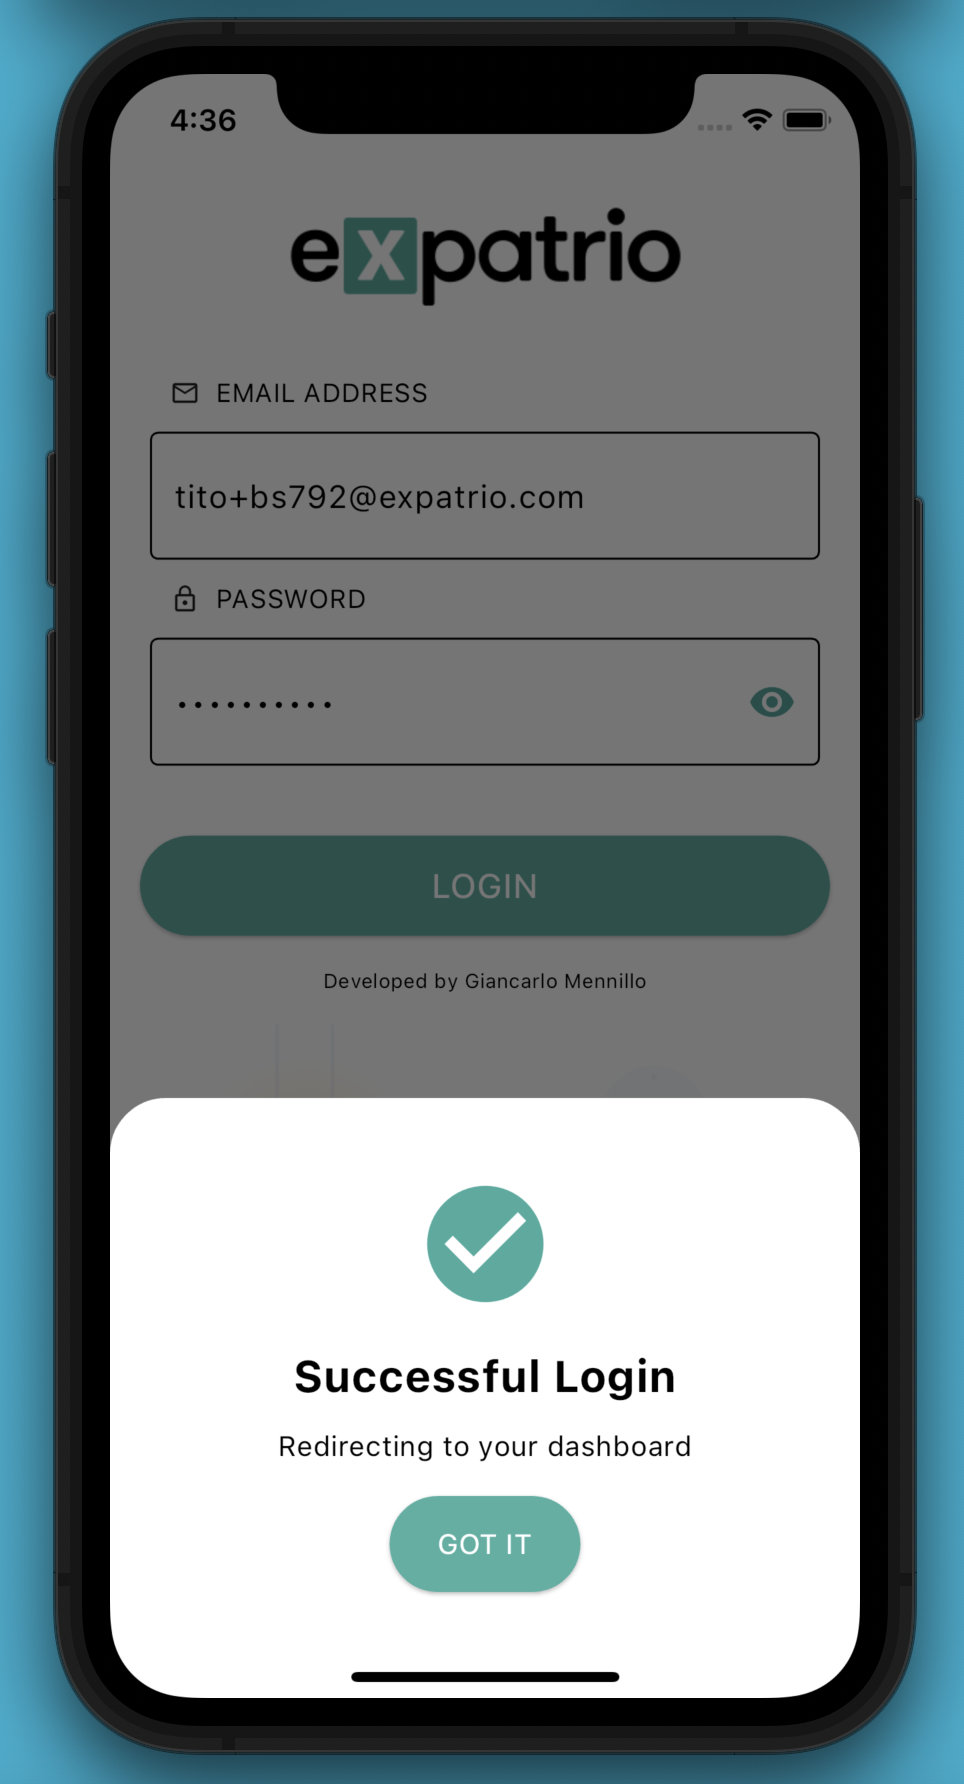 4:36
expatrio
EMAIL ADDRESS
tito+bs792@expatrio.com
PASSWORD
••••••••••
LOGIN
Developed by Giancarlo Mennillo
Successful Login
Redirecting to your dashboard
GOT IT